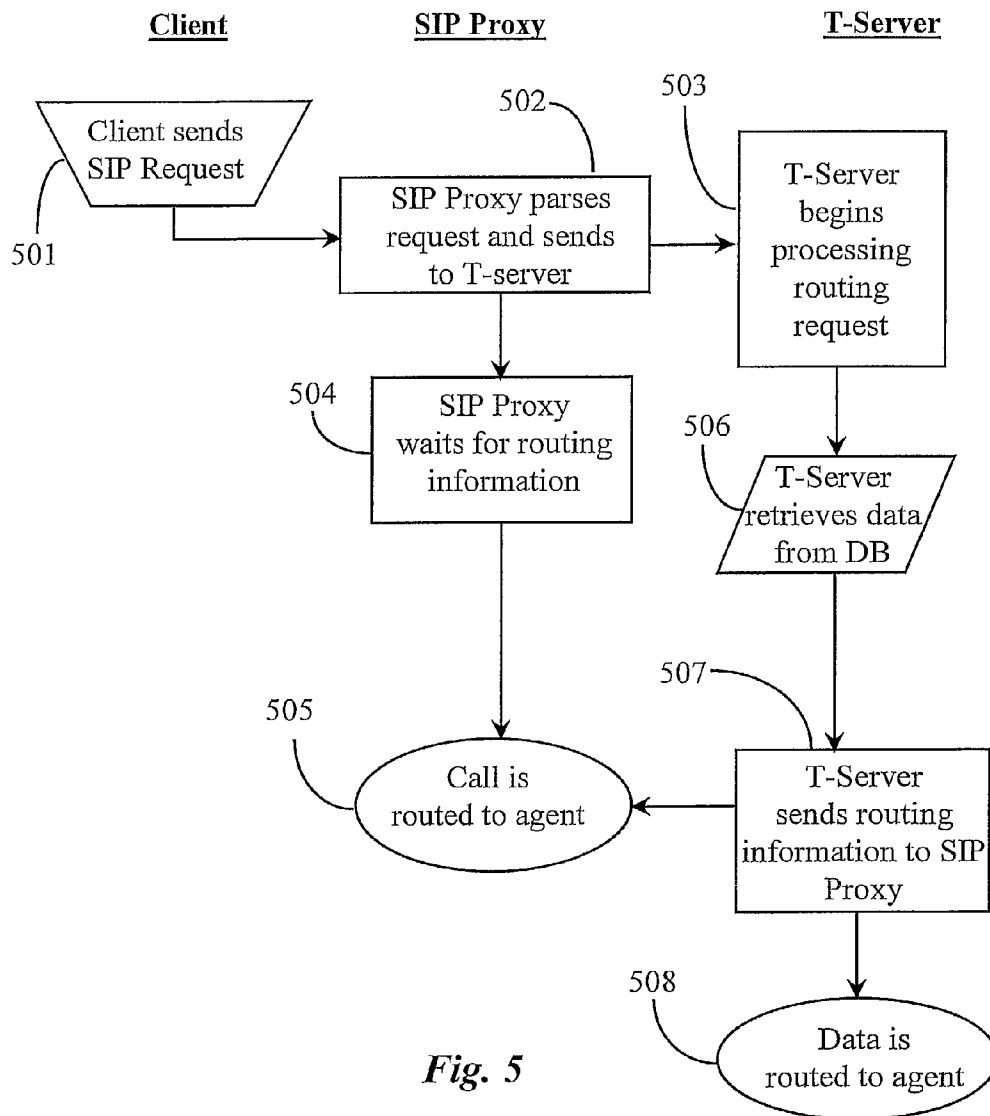 Client
SIP Proxy
T-Server
501
Client sends
SIP Request
502
SIP Proxy parses
request and sends
to T-server
503
T-Server
begins
processing
routing
request
504
SIP Proxy
waits for routing
information
506
T-Server
retrieves data
from DB
505
Call is
routed to agent
507
T-Server
sends routing
information to SIP
Proxy
508
Data is
routed to agent
Fig. 5